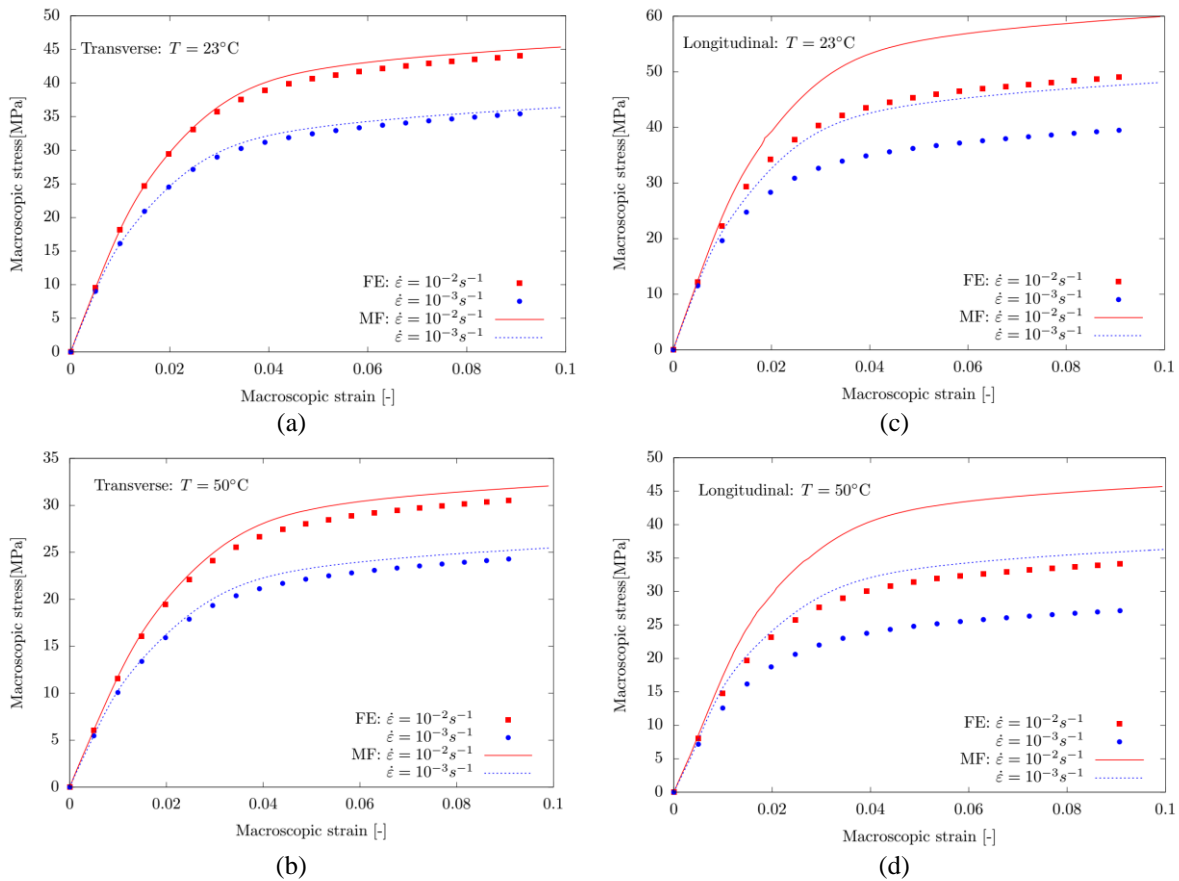 50
45
40
35
30
25
20
15
10
5
0
Macroscopic stress[MPa]
Transverse: T = 23°C
FE: ε̇ = 10⁻²s⁻¹
ε̇ = 10⁻³s⁻¹
MF: ε̇ = 10⁻²s⁻¹
ε̇ = 10⁻³s⁻¹
0 0.02 0.04 0.06 0.08 0.1
Macroscopic strain [-]
(a)
60
50
40
30
20
10
0
Macroscopic stress[MPa]
Longitudinal: T = 23°C
FE: ε̇ = 10⁻²s⁻¹
ε̇ = 10⁻³s⁻¹
MF: ε̇ = 10⁻²s⁻¹
ε̇ = 10⁻³s⁻¹
0 0.02 0.04 0.06 0.08 0.1
Macroscopic strain [-]
(c)
35
30
25
20
15
10
5
0
Macroscopic stress[MPa]
Transverse: T = 50°C
FE: ε̇ = 10⁻²s⁻¹
ε̇ = 10⁻³s⁻¹
MF: ε̇ = 10⁻²s⁻¹
ε̇ = 10⁻³s⁻¹
0 0.02 0.04 0.06 0.08 0.1
Macroscopic strain [-]
(b)
50
45
40
35
30
25
20
15
10
5
0
Macroscopic stress[MPa]
Longitudinal: T = 50°C
FE: ε̇ = 10⁻²s⁻¹
ε̇ = 10⁻³s⁻¹
MF: ε̇ = 10⁻²s⁻¹
ε̇ = 10⁻³s⁻¹
0 0.02 0.04 0.06 0.08 0.1
Macroscopic strain [-]
(d)